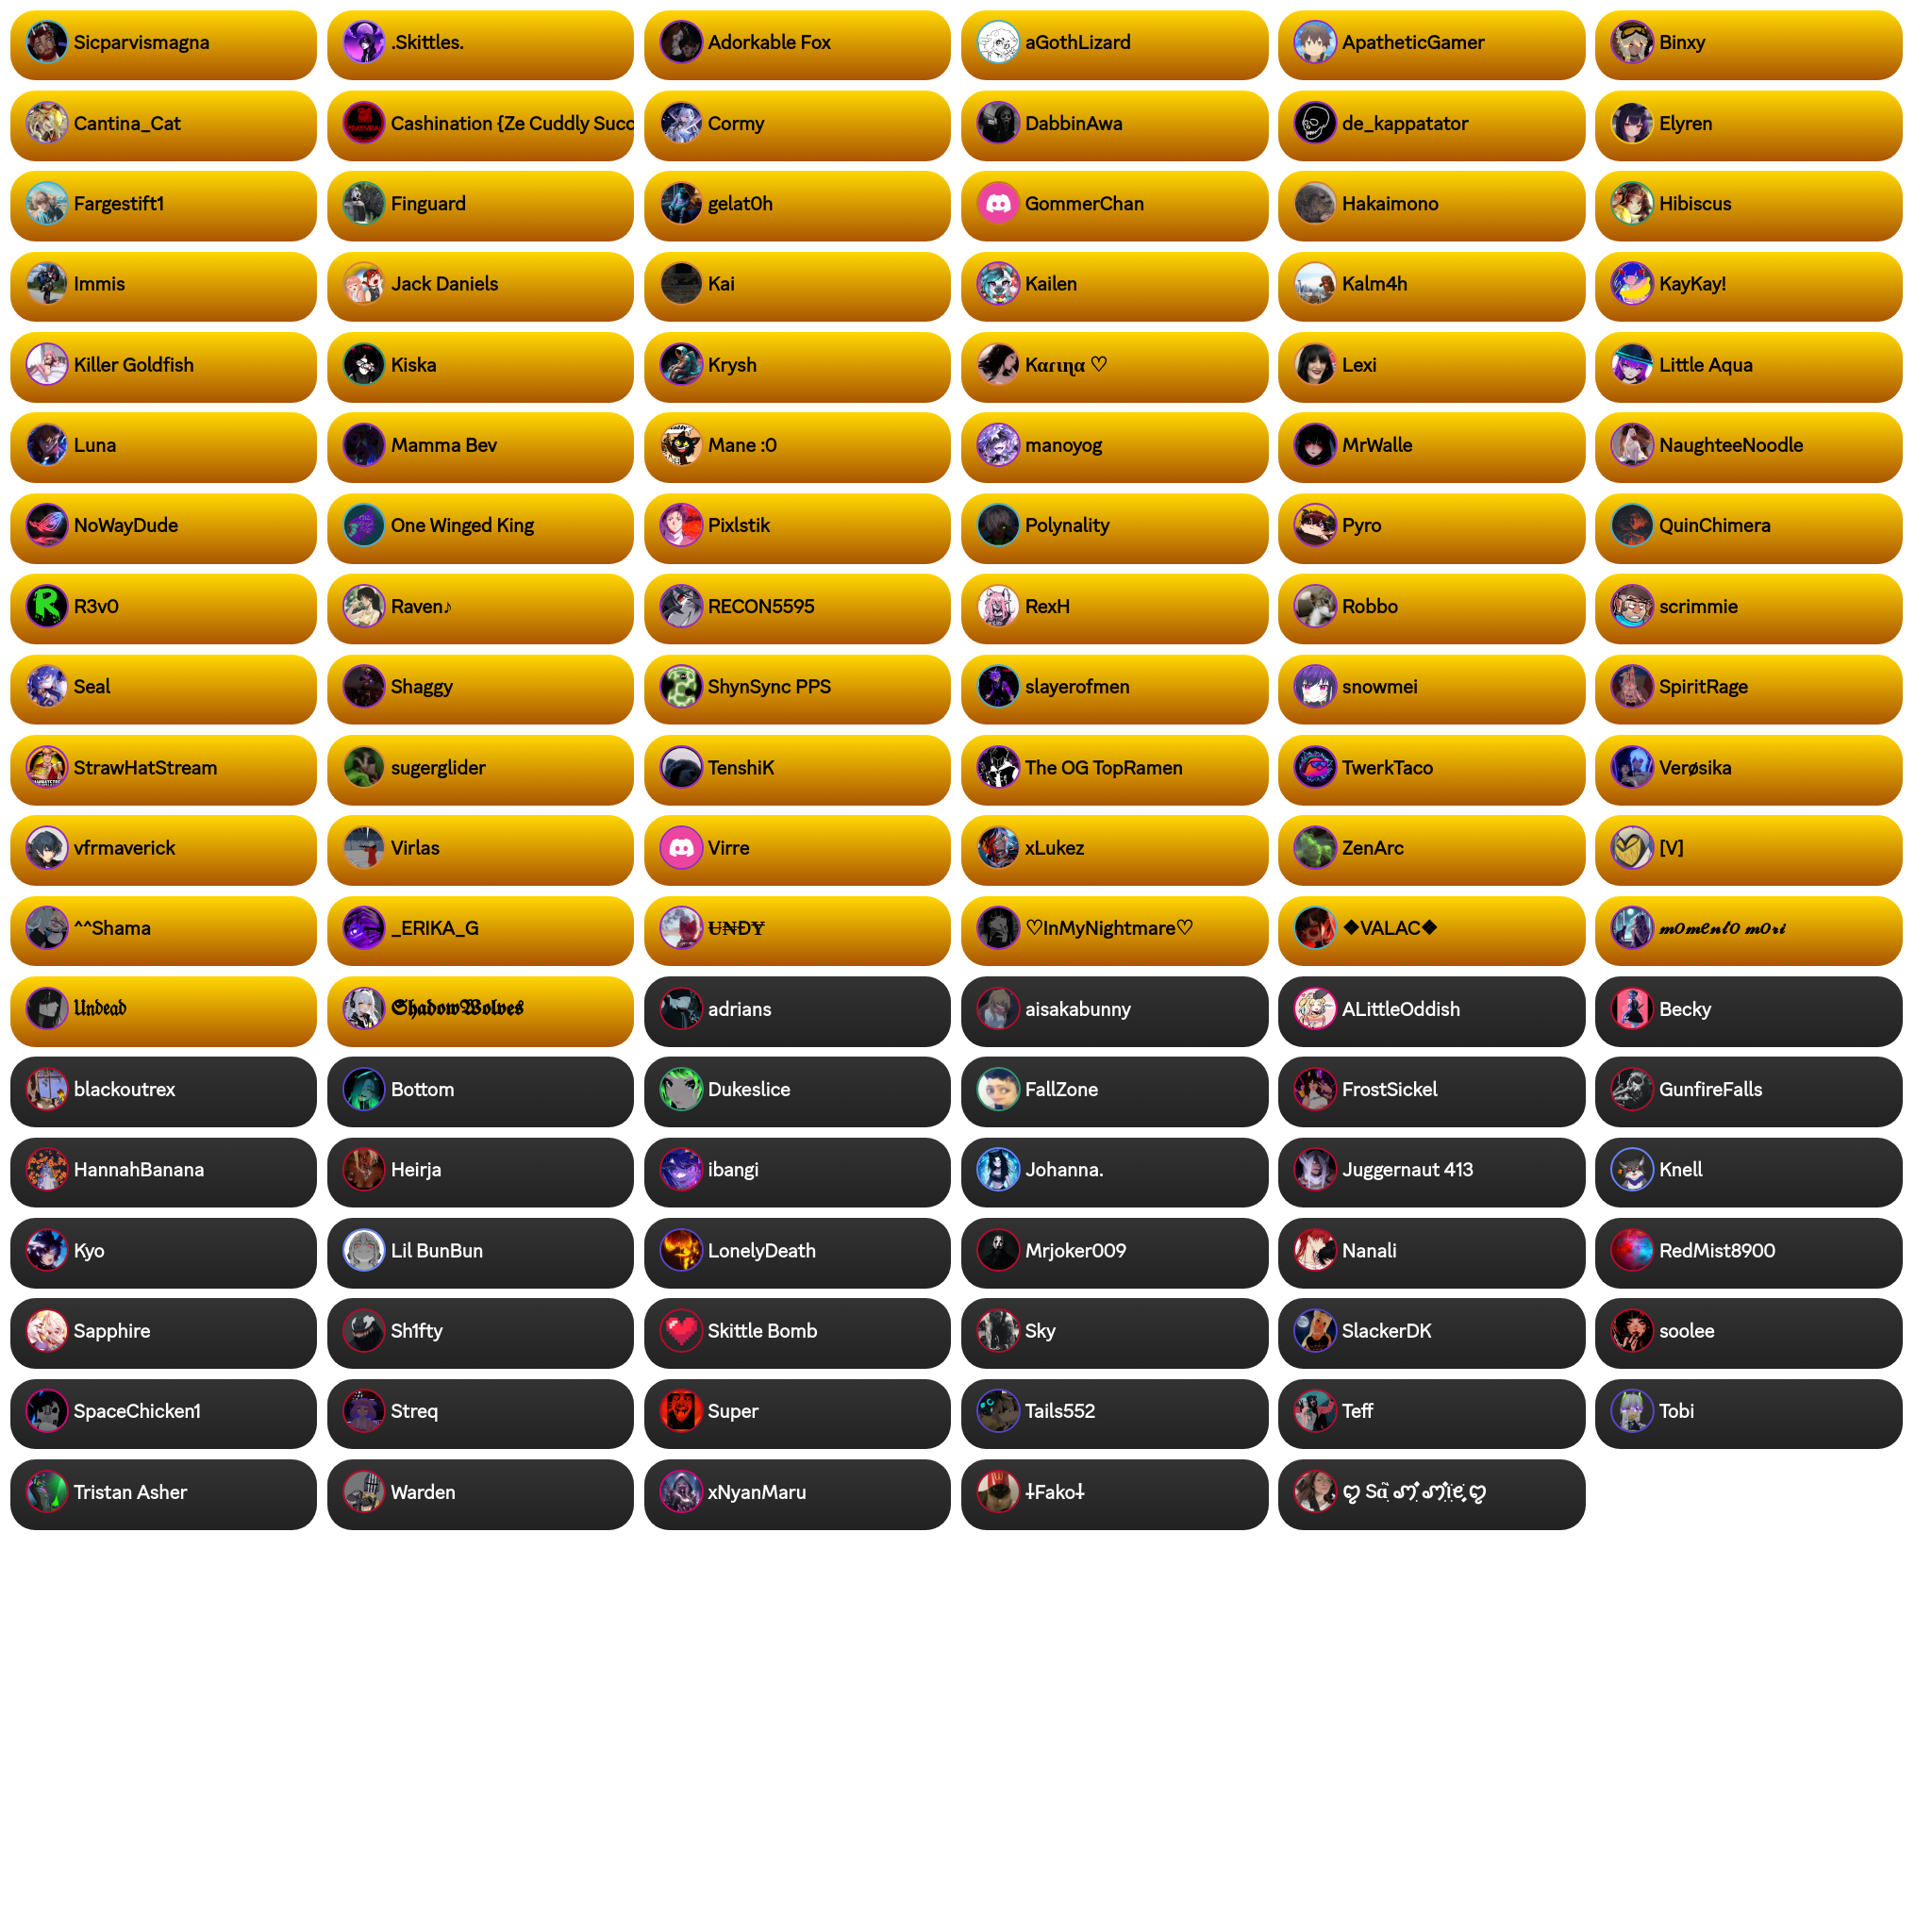 Sicparvismagna
.Skittles.
Adorkable Fox
aGothLizard
ApatheticGamer
Binxy
Cantina_Cat
Cashination {Ze Cuddly Succ
Cormy
DabbinAwa
de_kappatator
Elyren
Fargestift1
Finguard
gelat0h
GommerChan
Hakaimono
Hibiscus
Immis
Jack Daniels
Kai
Kailen
Kalm4h
KayKay!
Killer Goldfish
Kiska
Krysh
Kαɾιɳα ♡
Lexi
Little Aqua
Luna
Mamma Bev
Mane :0
manoyog
MrWalle
NaughteeNoodle
NoWayDude
One Winged King
Pixlstik
Polynality
Pyro
QuinChimera
R3v0
Raven♪
RECON5595
RexH
Robbo
scrimmie
Seal
Shaggy
ShynSync PPS
slayerofmen
snowmei
SpiritRage
StrawHatStream
sugerglider
TenshiK
The OG TopRamen
TwerkTaco
Verøsika
vfrmaverick
Virlas
Virre
xLukez
ZenArc
[V]
^^Shama
_ERIKA_G
U̶N̶D̶Y̶
♡InMyNightmare♡
❖VALAC❖
𝓶𝓸𝓶𝓮𝓷𝓽𝓸 𝓶𝓸𝓻𝓲
𝔘𝔫𝔡𝔢𝔞𝔡
𝕾𝖍𝖆𝖉𝖔𝖜𝖂𝖔𝖑𝖛𝖊𝖘
adrians
aisakabunny
ALittleOddish
Becky
blackoutrex
Bottom
Dukeslice
FallZone
FrostSickel
GunfireFalls
HannahBanana
Heirja
ibangi
Johanna.
Juggernaut 413
Knell
Kyo
Lil BunBun
LonelyDeath
Mrjoker009
Nanali
RedMist8900
Sapphire
Sh1fty
Skittle Bomb
Sky
SlackerDK
soolee
SpaceChicken1
Streq
Super
Tails552
Teff
Tobi
Tristan Asher
Warden
xNyanMaru
⸸Fako⸸